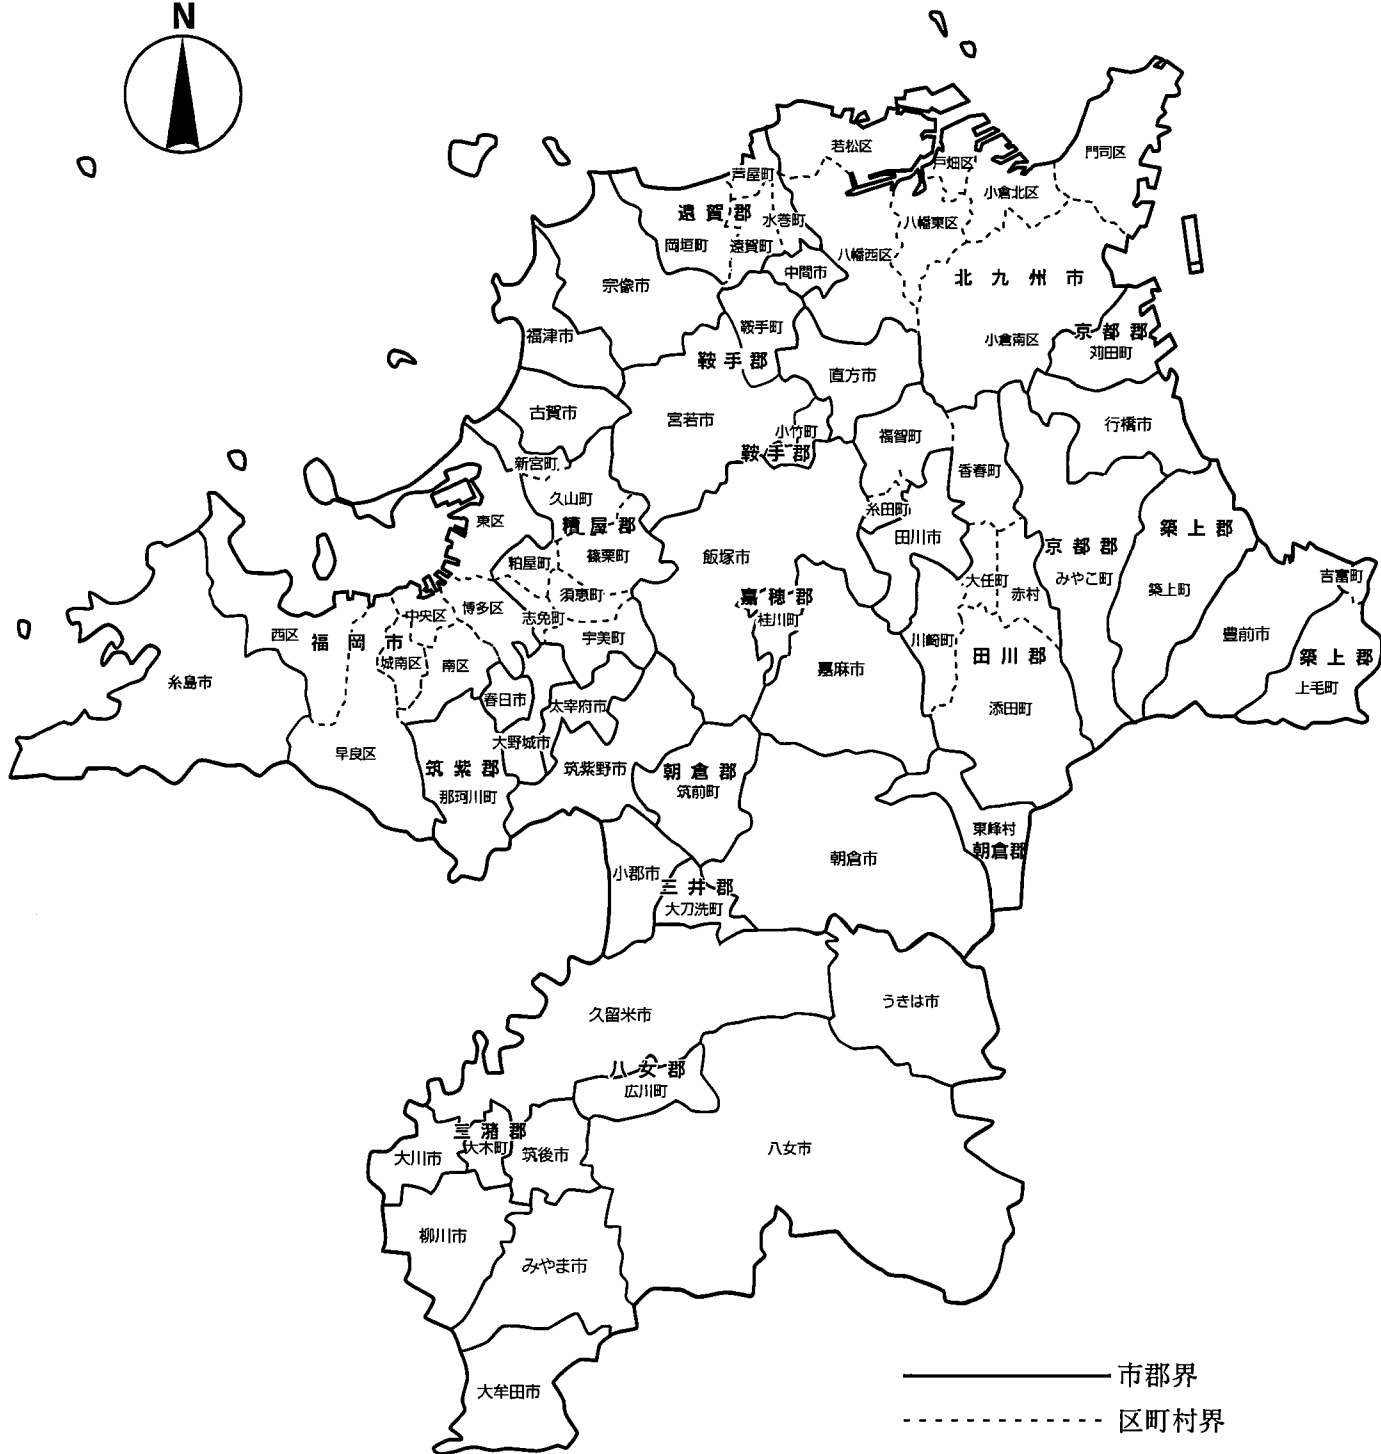 N
若松区
門司区
戸畑区
芦屋町
小倉北区
遠賀郡
水巻町
八幡東区
岡垣町
遠賀町
八幡西区
中間市
北九州市
宗像市
鞍手町
京都郡
福津市
小倉南区
苅田町
鞍手郡
直方市
古賀市
宮若市
小竹町
行橋市
福智町
鞍手郡
新宮町
香春町
久山町
糸田町
東区
糟屋郡
築上郡
田川市
篠栗町
飯塚市
京都郡
粕屋町
大任町
みやこ町
吉富町
須恵町
嘉穂郡
赤村
築上町
中央区
博多区
志免町
桂川町
西区
福岡市
宇美町
川崎町
豊前市
城南区
南区
嘉麻市
田川郡
築上郡
糸島市
春日市
太宰府市
添田町
上毛町
大野城市
早良区
筑紫郡
筑紫野市
朝倉郡
那珂川町
筑前町
東峰村
朝倉郡
朝倉市
小郡市
三井郡
大刀洗町
うきは市
久留米市
八女郡
広川町
三潴郡
大木町
八女市
大川市
筑後市
柳川市
みやま市
大牟田市
市郡界
区町村界